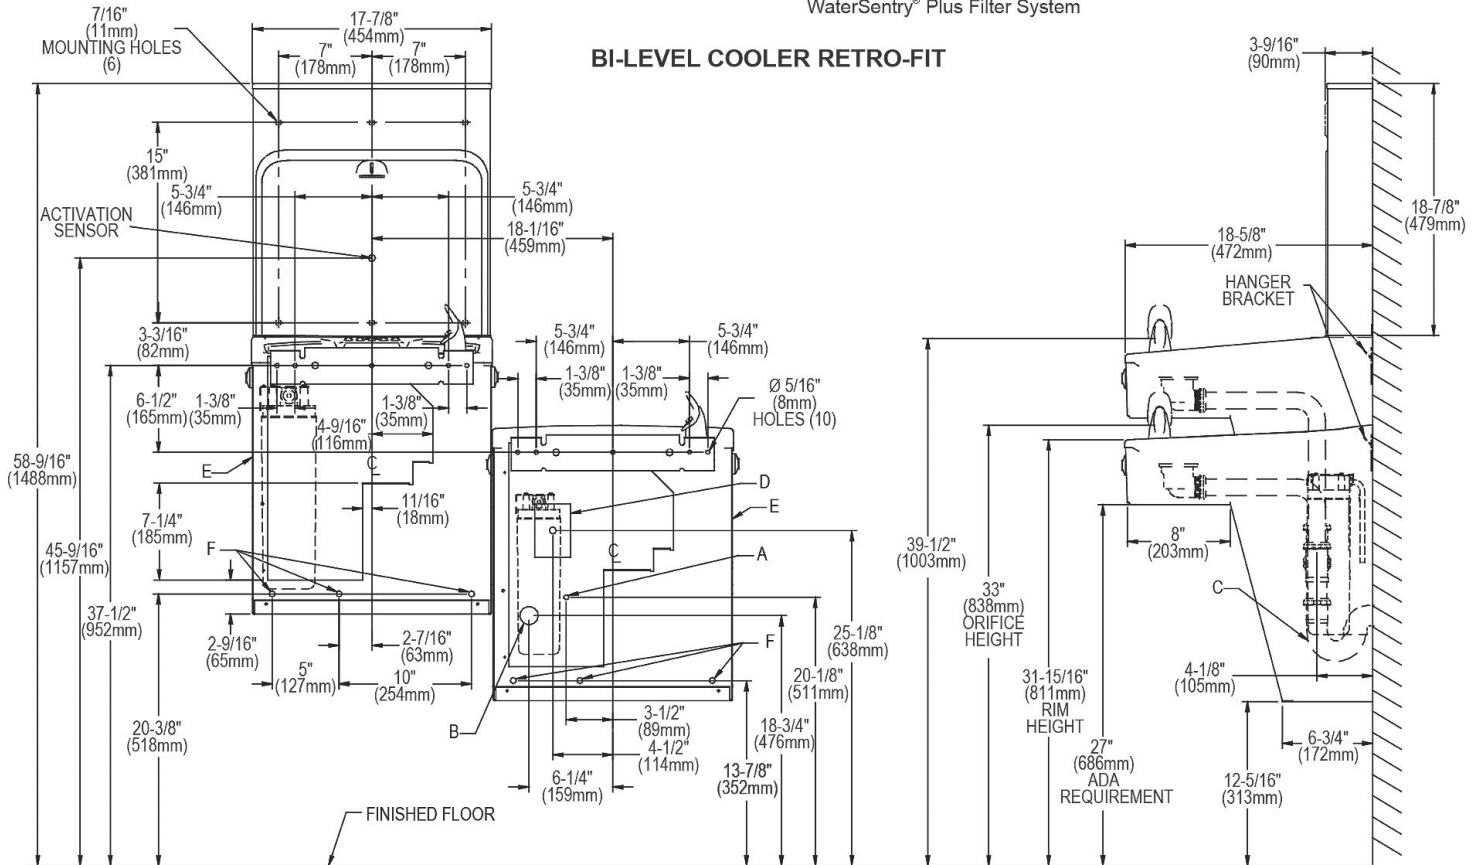 WaterSentry® Plus Filter System
BI-LEVEL COOLER RETRO-FIT
7/16"
(11mm)
MOUNTING HOLES
(6)
17-7/8"
(454mm)
7"
(178mm)
7"
(178mm)
3-9/16"
(90mm)
15"
(381mm)
5-3/4"
(146mm)
5-3/4"
(146mm)
ACTIVATION
SENSOR
18-1/16"
(459mm)
18-5/8"
(472mm)
18-7/8"
(479mm)
HANGER
BRACKET
3-3/16"
(82mm)
5-3/4"
(146mm)
5-3/4"
(146mm)
6-1/2"
(165mm)
1-3/8"
(35mm)
1-3/8"
(35mm)
4-9/16"
(116mm)
1-3/8"
(35mm)
1-3/8"
(35mm)
Ø 5/16"
(8mm)
HOLES (10)
58-9/16"
(1488mm)
E
C
L
11/16"
(18mm)
D
E
7-1/4"
(185mm)
F
45-9/16"
(1157mm)
C
L
A
39-1/2"
(1003mm)
8"
(203mm)
37-1/2"
(952mm)
33"
(838mm)
ORIFICE
HEIGHT
C
2-9/16"
(65mm)
2-7/16"
(63mm)
5"
(127mm)
10"
(254mm)
F
25-1/8"
(638mm)
20-1/8"
(511mm)
31-15/16"
(811mm)
RIM
HEIGHT
4-1/8"
(105mm)
20-3/8"
(518mm)
B
3-1/2"
(89mm)
4-1/2"
(114mm)
6-1/4"
(159mm)
18-3/4"
(476mm)
13-7/8"
(352mm)
27"
(686mm)
ADA
REQUIREMENT
6-3/4"
(172mm)
12-5/16"
(313mm)
FINISHED FLOOR